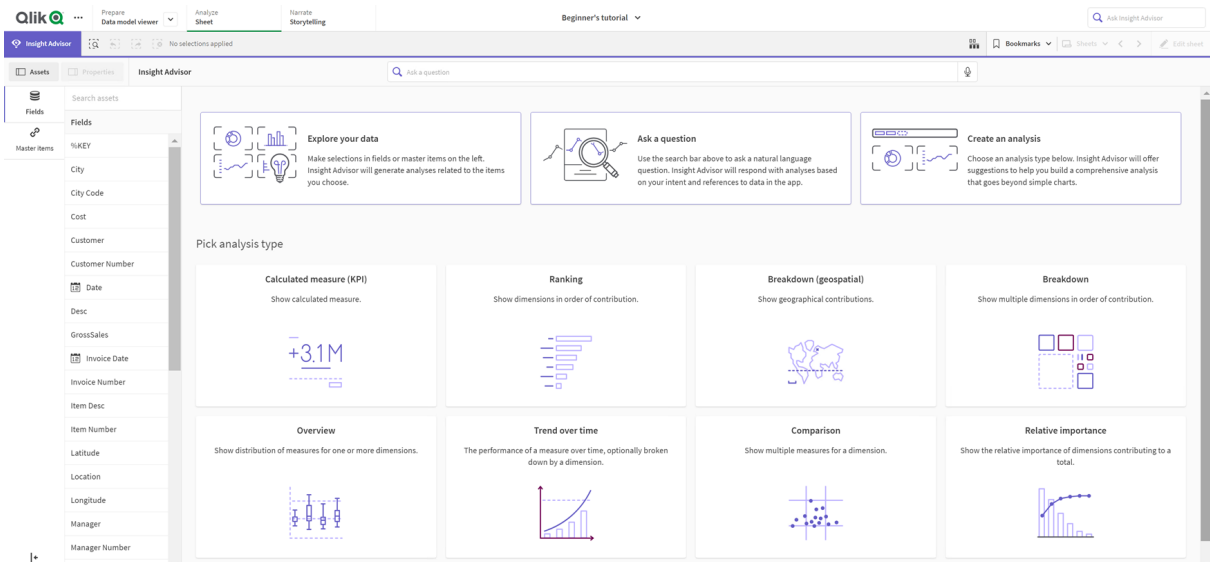 Qlik
Prepare
Data model viewer
Analyze
Sheet
Narrate
Storytelling
Beginner's tutorial
Ask Insight Advisor
Insight Advisor
No selections applied
Bookmarks
Sheets
Edit sheet
Assets
Properties
Insight Advisor
Ask a question
Fields
Master items
Search assets
Fields
%KEY
City
City Code
Cost
Customer
Customer Number
Date
Desc
GrossSales
Invoice Date
Invoice Number
Item Desc
Item Number
Latitude
Location
Longitude
Manager
Manager Number
Explore your data
Make selections in fields or master items on the left.
Insight Advisor will generate analyses related to the items
you choose.
Ask a question
Use the search bar above to ask a natural language
question. Insight Advisor will respond with analyses based
on your intent and references to data in the app.
Create an analysis
Choose an analysis type below. Insight Advisor will offer
suggestions to help you build a comprehensive analysis
that goes beyond simple charts.
Pick analysis type
Calculated measure (KPI)
Show calculated measure.
+3.1M
Ranking
Show dimensions in order of contribution.
Breakdown (geospatial)
Show geographical contributions.
Breakdown
Show multiple dimensions in order of contribution.
Overview
Show distribution of measures for one or more dimensions.
Trend over time
The performance of a measure over time, optionally broken
down by a dimension.
Comparison
Show multiple measures for a dimension.
Relative importance
Show the relative importance of dimensions contributing to a
total.